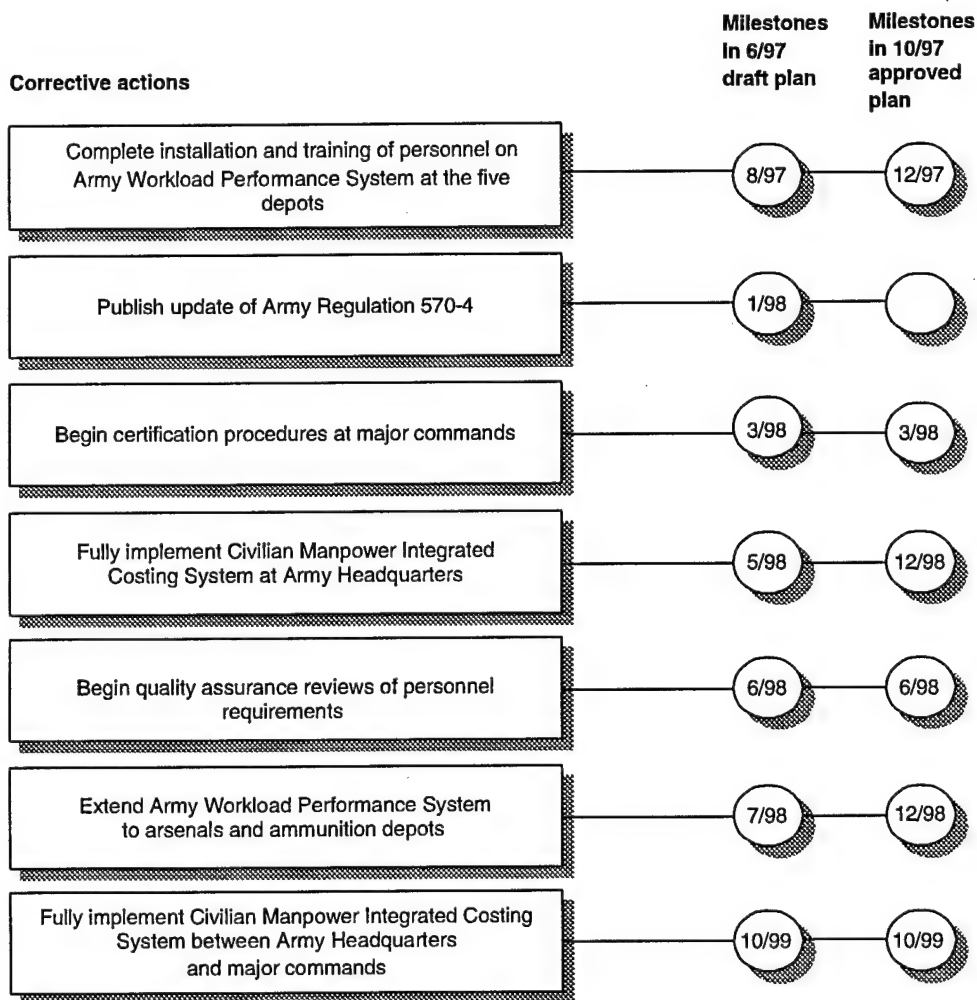 Milestones
in 6/97
draft plan
Milestones
in 10/97
approved
plan
Corrective actions
Complete installation and training of personnel on
Army Workload Performance System at the five
depots
8/97
12/97
Publish update of Army Regulation 570-4
1/98
Begin certification procedures at major commands
3/98
3/98
Fully implement Civilian Manpower Integrated
Costing System at Army Headquarters
5/98
12/98
Begin quality assurance reviews of personnel
requirements
6/98
6/98
Extend Army Workload Performance System
to arsenals and ammunition depots
7/98
12/98
Fully implement Civilian Manpower Integrated Costing
System between Army Headquarters
and major commands
10/99
10/99